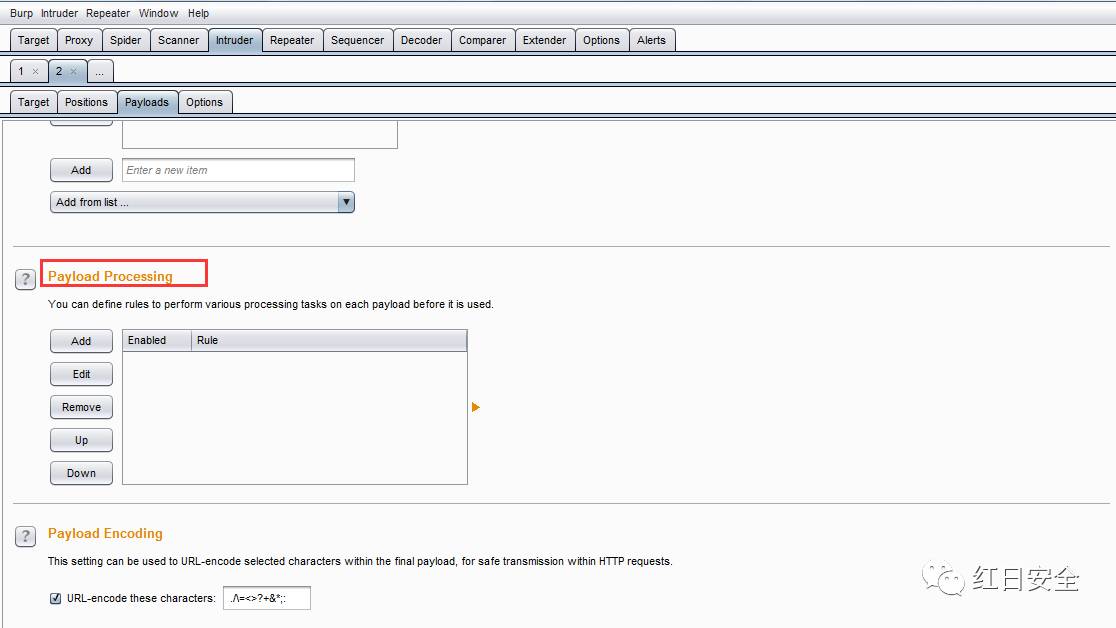 Burp Intruder Repeater Window Help
Target Proxy Spider Scanner Intruder Repeater Sequencer Decoder Comparer Extender Options Alerts
1 × 2 × ...
Target Positions Payloads Options
Add Enter a new item
Add from list ...
? Payload Processing
You can define rules to perform various processing tasks on each payload before it is used.
Add Enabled Rule
Edit
Remove
Up
Down
? Payload Encoding
This setting can be used to URL-encode selected characters within the final payload, for safe transmission within HTTP requests.
URL-encode these characters: ./\=<>?+&*;:
红日安全